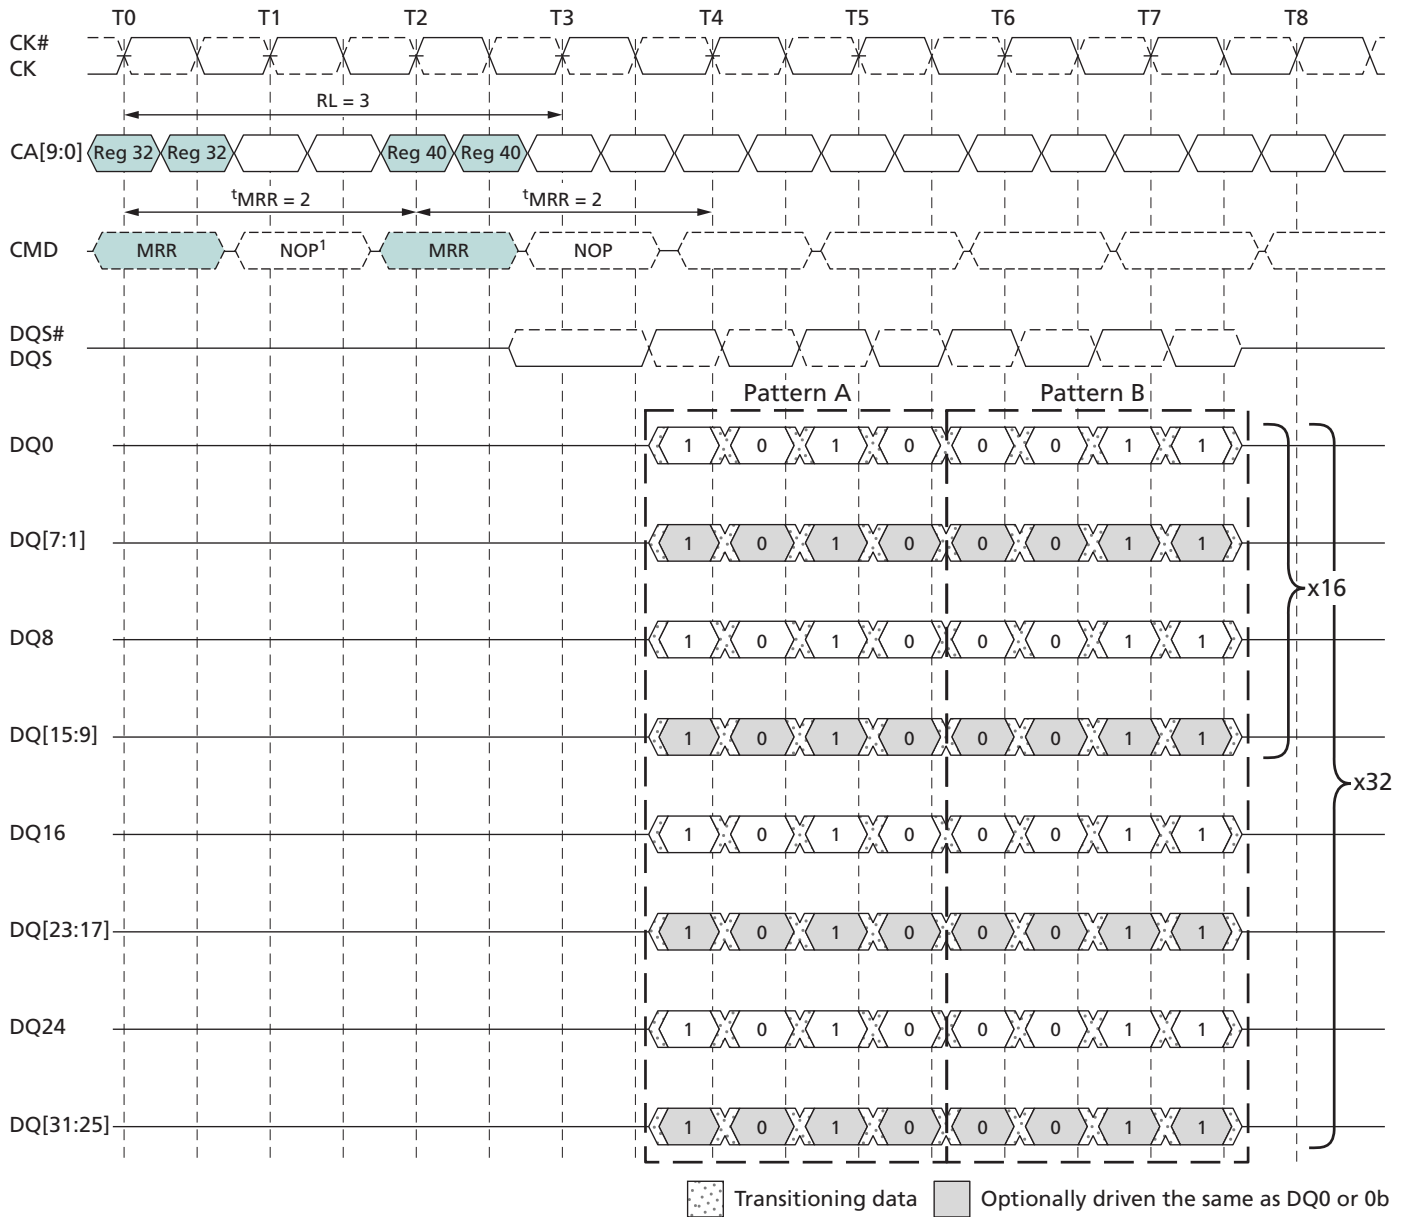 T0 T1 T2 T3 T4 T5 T6 T7 T8
CK#
CK
RL = 3
CA[9:0] Reg 32 Reg 32 Reg 40 Reg 40
tMRR = 2 tMRR = 2
CMD MRR NOP1 MRR NOP
DQS#
DQS
Pattern A Pattern B
DQ0 1 0 1 0 0 0 1 1
DQ[7:1] 1 0 1 0 0 0 1 1
x16
DQ8 1 0 1 0 0 0 1 1
DQ[15:9] 1 0 1 0 0 0 1 1
x32
DQ16 1 0 1 0 0 0 1 1
DQ[23:17] 1 0 1 0 0 0 1 1
DQ24 1 0 1 0 0 0 1 1
DQ[31:25] 1 0 1 0 0 0 1 1
Transitioning data Optionally driven the same as DQ0 or 0b